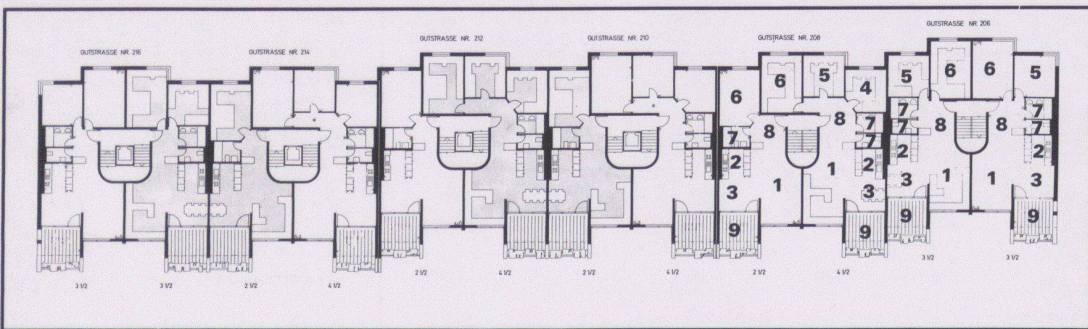 GUTSTRASSE NR. 216
GUTSTRASSE NR. 214
GUTSTRASSE NR. 212
GUTSTRASSE NR. 210
GUTSTRASSE NR. 208
GUTSTRASSE NR. 206
6 6 5 4 5 6 6 5
7 8 8 7 7 7 7 8 8 7 7
2 2 2 2
3 1 1 3 3 1 1 3
9 9 9 9
3 1/2
3 1/2
2 1/2
4 1/2
2 1/2
4 1/2
2 1/2
4 1/2
2 1/2
4 1/2
3 1/2
3 1/2